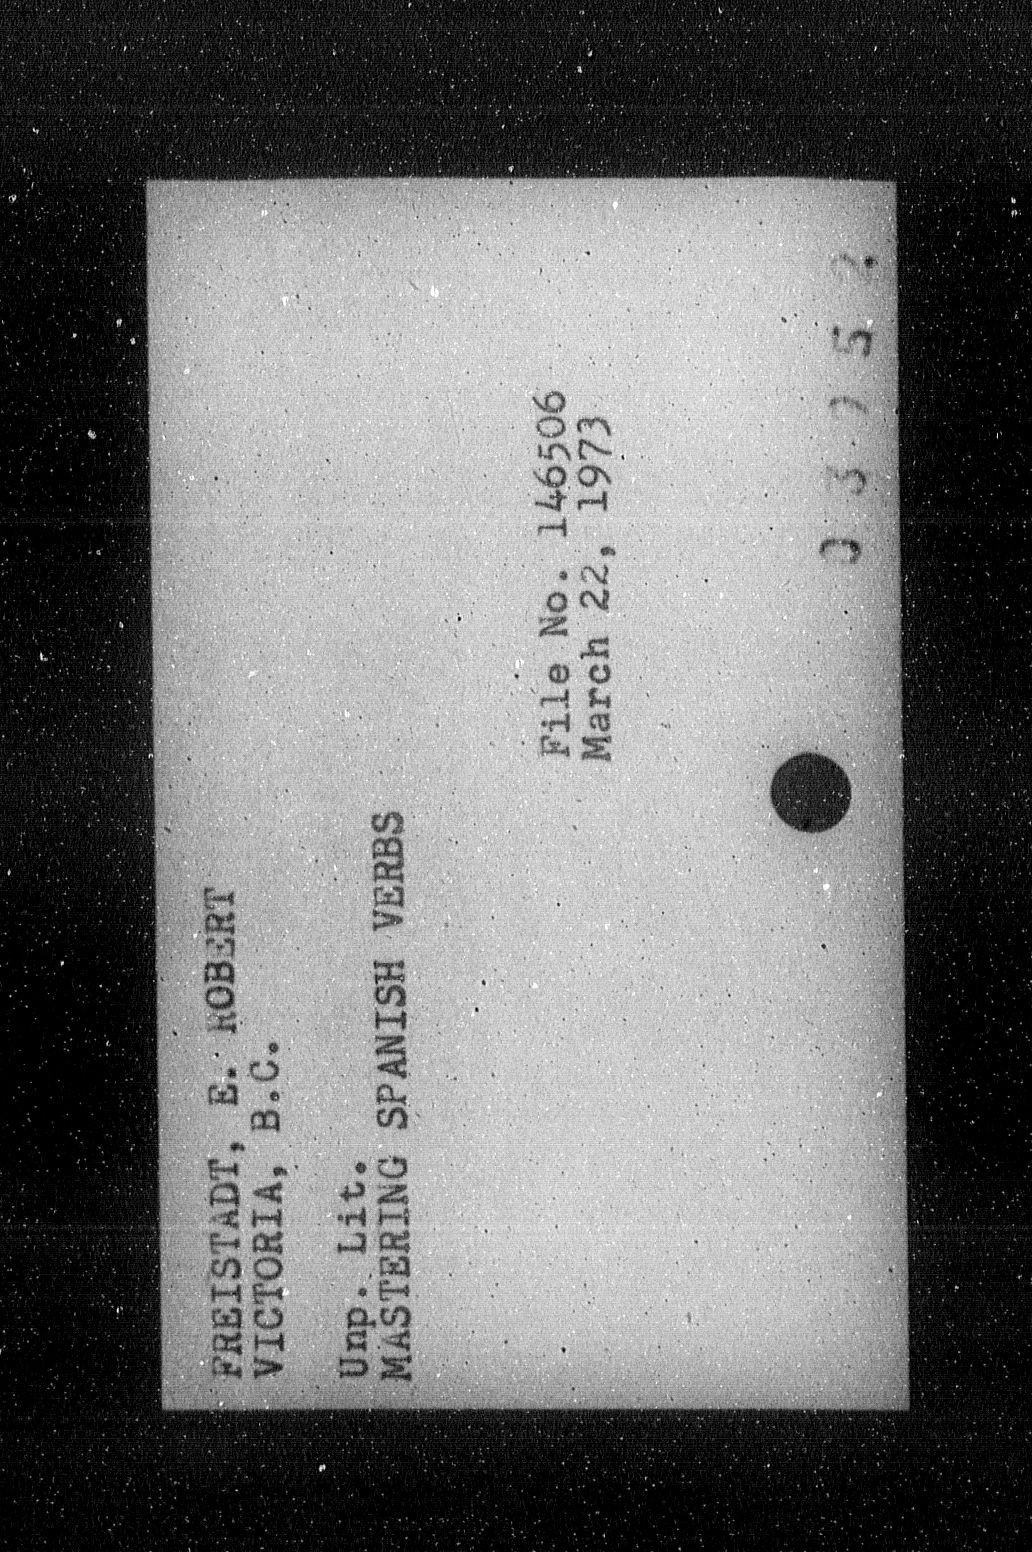 FREISTADT, E. ROBERT
VICTORIA, B.C.
Unp. Lit.
MASTERING SPANISH VERBS
File No. 146506
March 22, 1973